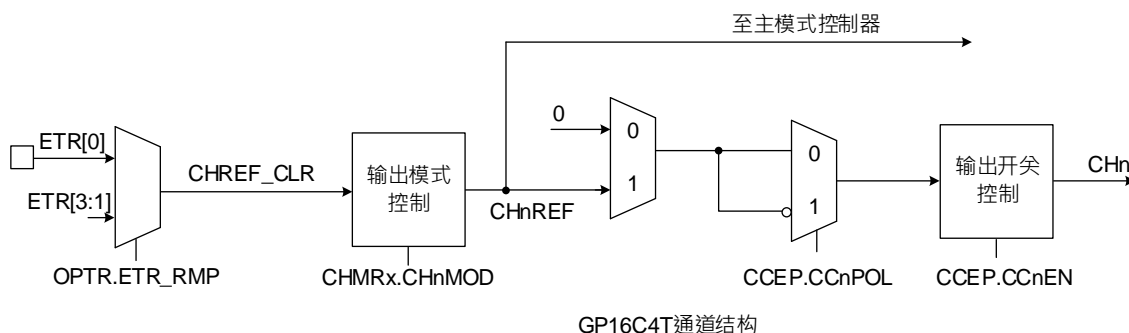 至主模式控制器
ETR[0]
ETR[3:1]
CHREF_CLR
OPTR.ETR_RMP
输出模式
控制
CHMRx.CHnMOD
CHnREF
0
0
1
0
1
CCEP.CCnPOL
输出开关
控制
CCEP.CCnEN
CHn
GP16C4T通道结构